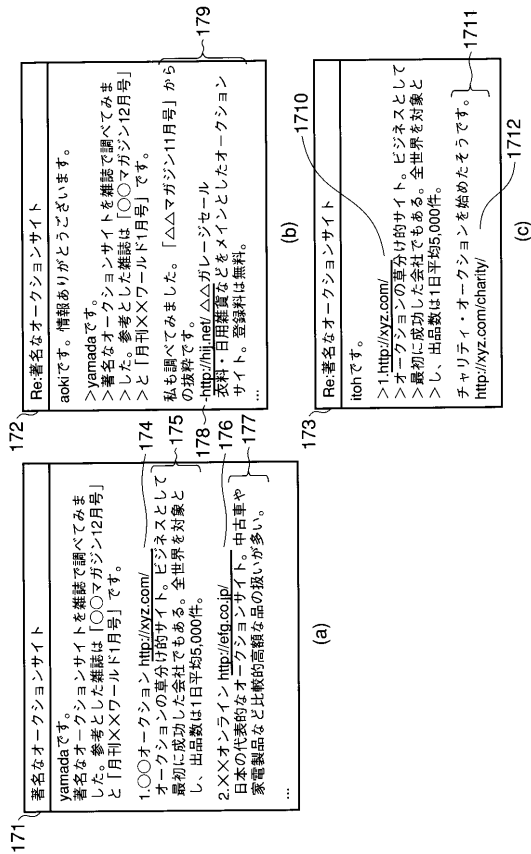 171
著名なオークションサイト
yamadaです。
著名なオークションサイトを雑誌で調べてみま
した。参考とした雑誌は「〇〇マガジン12月号」
と「月刊××ワールド1月号」です。
1.〇〇オークション http://xyz.com/
オークションの草分け的サイト。ビジネスとして
最初に成功した会社でもある。全世界を対象と
し、出品数は1日平均5,000件。
2.××オンライン http://efg.co.jp/
日本の代表的なオークションサイト。中古車や
家電製品など比較的高額な品の扱いが多い。
...
174
175
176
177
(a)
172
Re:著名なオークションサイト
aokiです。情報ありがとうございます。
>yamadaです。
>著名なオークションサイトを雑誌で調べてみま
>した。参考とした雑誌は「〇〇マガジン12月号」
>と「月刊××ワールド1月号」です。
私も調べてみました。「△△マガジン11月号」から
の抜粋です。
-http://hij.net/ △△ガレージセール
衣料・日用雑貨などをメインとしたオークション
サイト。登録料は無料。
...
178
179
(b)
173
Re:著名なオークションサイト
itohです。
>1.http://xyz.com/
>オークションの草分け的サイト。ビジネスとして
>最初に成功した会社でもある。全世界を対象と
>し、出品数は1日平均5,000件。
チャリティ・オークションを始めたそうです。
http://xyz.com/charity/
1710
1711
1712
(c)